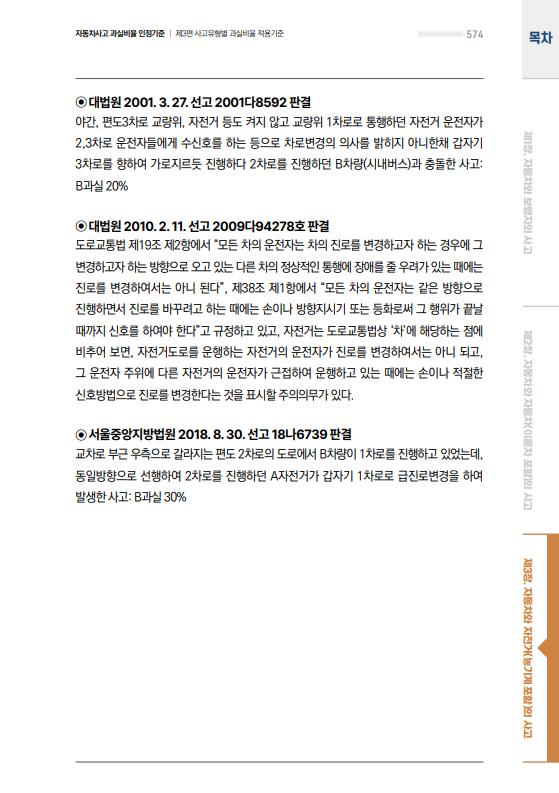 자동차사고 과실비율 인정기준 | 제3편 사고유형별 과실비율 적용기준
574
목차
◉ 대법원 2001. 3. 27. 선고 2001다8592 판결
야간, 편도3차로 교량위, 자전거 등도 켜지 않고 교량위 1차로로 통행하던 자전거 운전자가
2,3차로 운전자들에게 수신호를 하는 등으로 차로변경의 의사를 밝히지 아니한채 갑자기
3차로를 향하여 가로지르듯 진행하다 2차로를 진행하던 B차량(시내버스)과 충돌한 사고:
B과실 20%
◉ 대법원 2010. 2. 11. 선고 2009다94278호 판결
도로교통법 제19조 제2항에서 “모든 차의 운전자는 차의 진로를 변경하고자 하는 경우에 그
변경하고자 하는 방향으로 오고 있는 다른 차의 정상적인 통행에 장애를 줄 우려가 있는 때에는
진로를 변경하여서는 아니 된다”, 제38조 제1항에서 “모든 차의 운전자는 같은 방향으로
진행하면서 진로를 바꾸려고 하는 때에는 손이나 방향지시기 또는 등화로써 그 행위가 끝날
때까지 신호를 하여야 한다”고 규정하고 있고, 자전거는 도로교통법상 ‘차’에 해당하는 점에
비추어 보면, 자전거도로를 운행하는 자전거의 운전자가 진로를 변경하여서는 아니 되고,
그 운전자 주위에 다른 자전거의 운전자가 근접하여 운행하고 있는 때에는 손이나 적절한
신호방법으로 진로를 변경한다는 것을 표시할 주의의무가 있다.
◉ 서울중앙지방법원 2018. 8. 30. 선고 18나6739 판결
교차로 부근 우측으로 갈라지는 편도 2차로의 도로에서 B차량이 1차로를 진행하고 있었는데,
동일방향으로 선행하여 2차로를 진행하던 A자전거가 갑자기 1차로로 급진로변경을 하여
발생한 사고: B과실 30%
제1장. 자동차와 보행자의 사고
제2장. 자동차와 자동차(이륜차 포함)의 사고
제3장. 자동차와 자전거(농기계 포함)의 사고